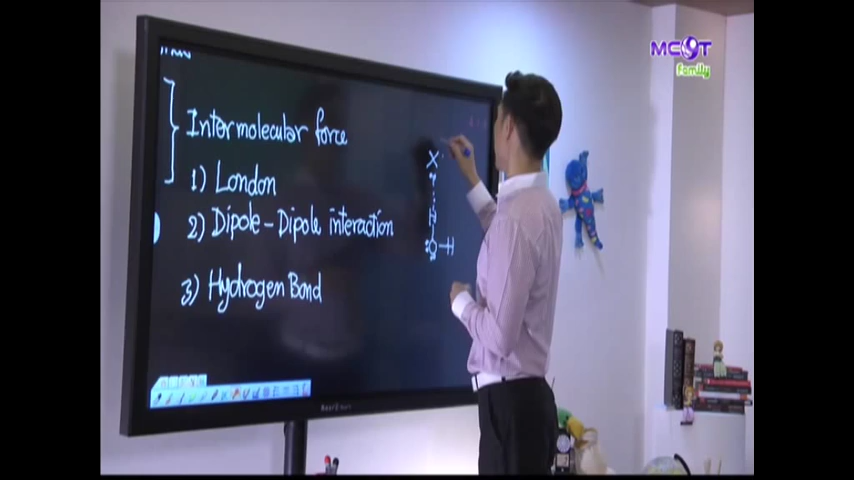 MCOT
family
Intermolecular force
1) London
2) Dipole - Dipole interaction
3) Hydrogen Bond
X
H
O-H